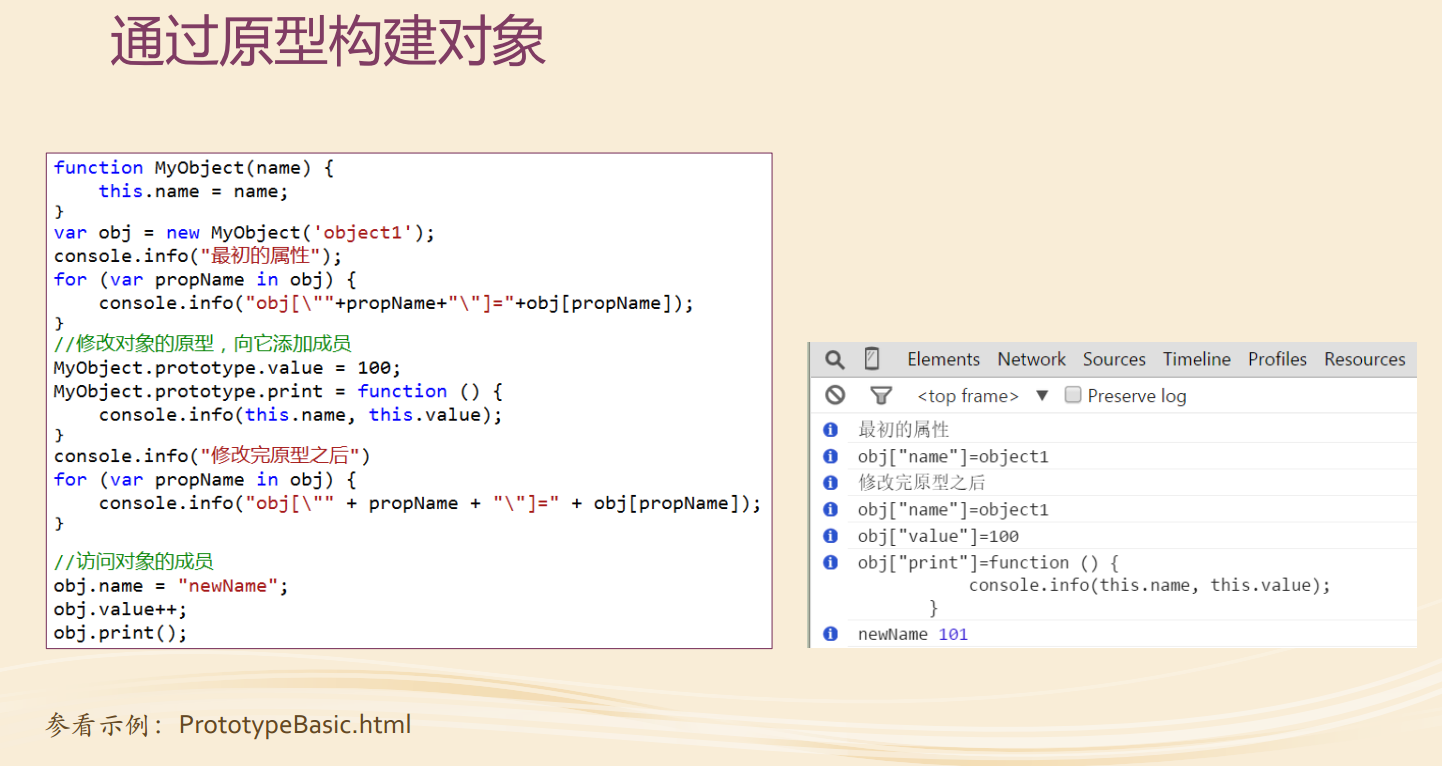 通过原型构建对象
function MyObject(name) {
    this.name = name;
}
var obj = new MyObject('object1');
console.info("最初的属性");
for (var propName in obj) {
    console.info("obj[\""+propName+"\"]="+obj[propName]);
}
//修改对象的原型，向它添加成员
MyObject.prototype.value = 100;
MyObject.prototype.print = function () {
    console.info(this.name, this.value);
}
console.info("修改完原型之后")
for (var propName in obj) {
    console.info("obj[\"" + propName + "\"]=" + obj[propName]);
}
//访问对象的成员
obj.name = "newName";
obj.value++;
obj.print();
Elements Network Sources Timeline Profiles Resources
<top frame> ▼ Preserve log
最初的属性
obj["name"]=object1
修改完原型之后
obj["name"]=object1
obj["value"]=100
obj["print"]=function () {
            console.info(this.name, this.value);
        }
newName 101
参看示例：PrototypeBasic.html